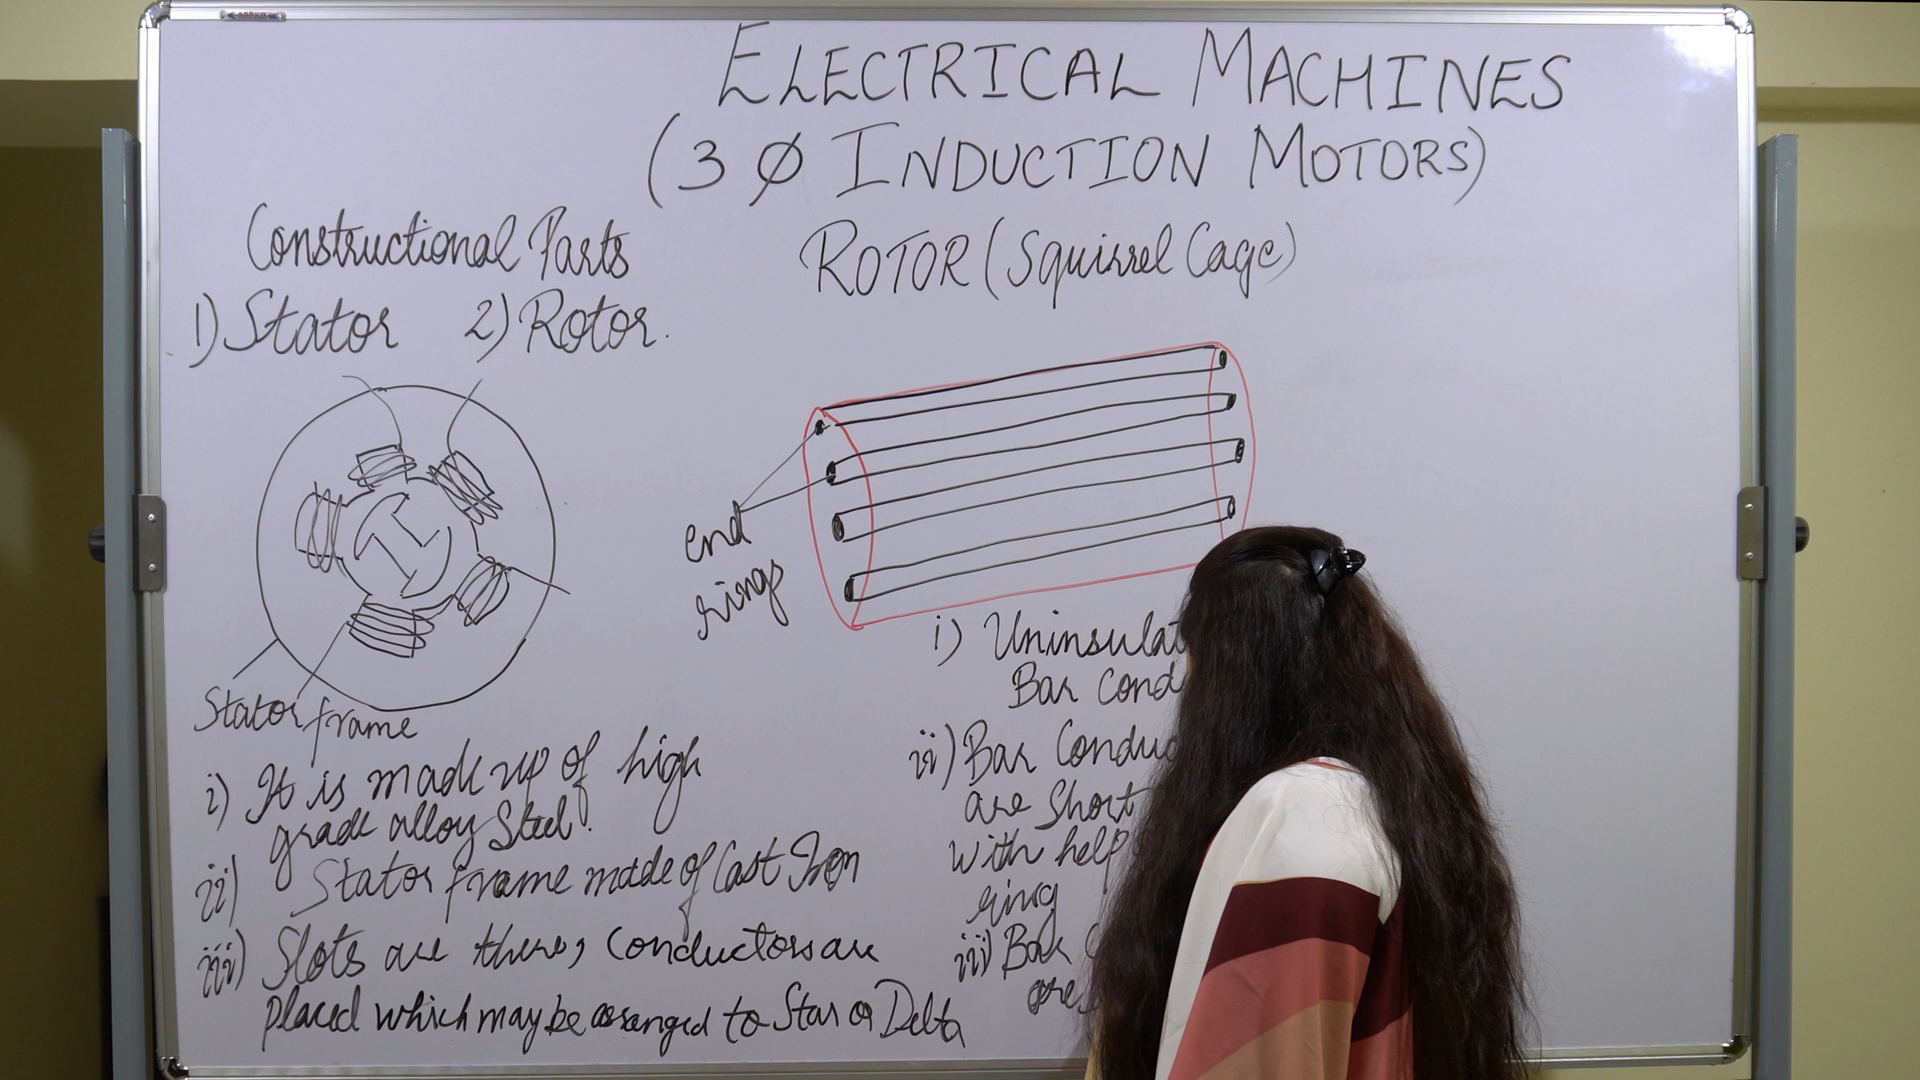 ELECTRICAL MACHINES
(3 Ø INDUCTION MOTORS)
Constructional Parts
1) Stator 2) Rotor.
ROTOR (Squirrel Cage)
end
rings
Stator frame
i) It is made up of high
grade alloy Steel.
ii) Stator frame made of Cast Iron
iii) Slots are there, Conductors are
placed which may be arranged to Star or Delta
i) Uninsulat
Bar Cond
ii) Bar Conduc
are Short
with help
ring
iii) Bar
are